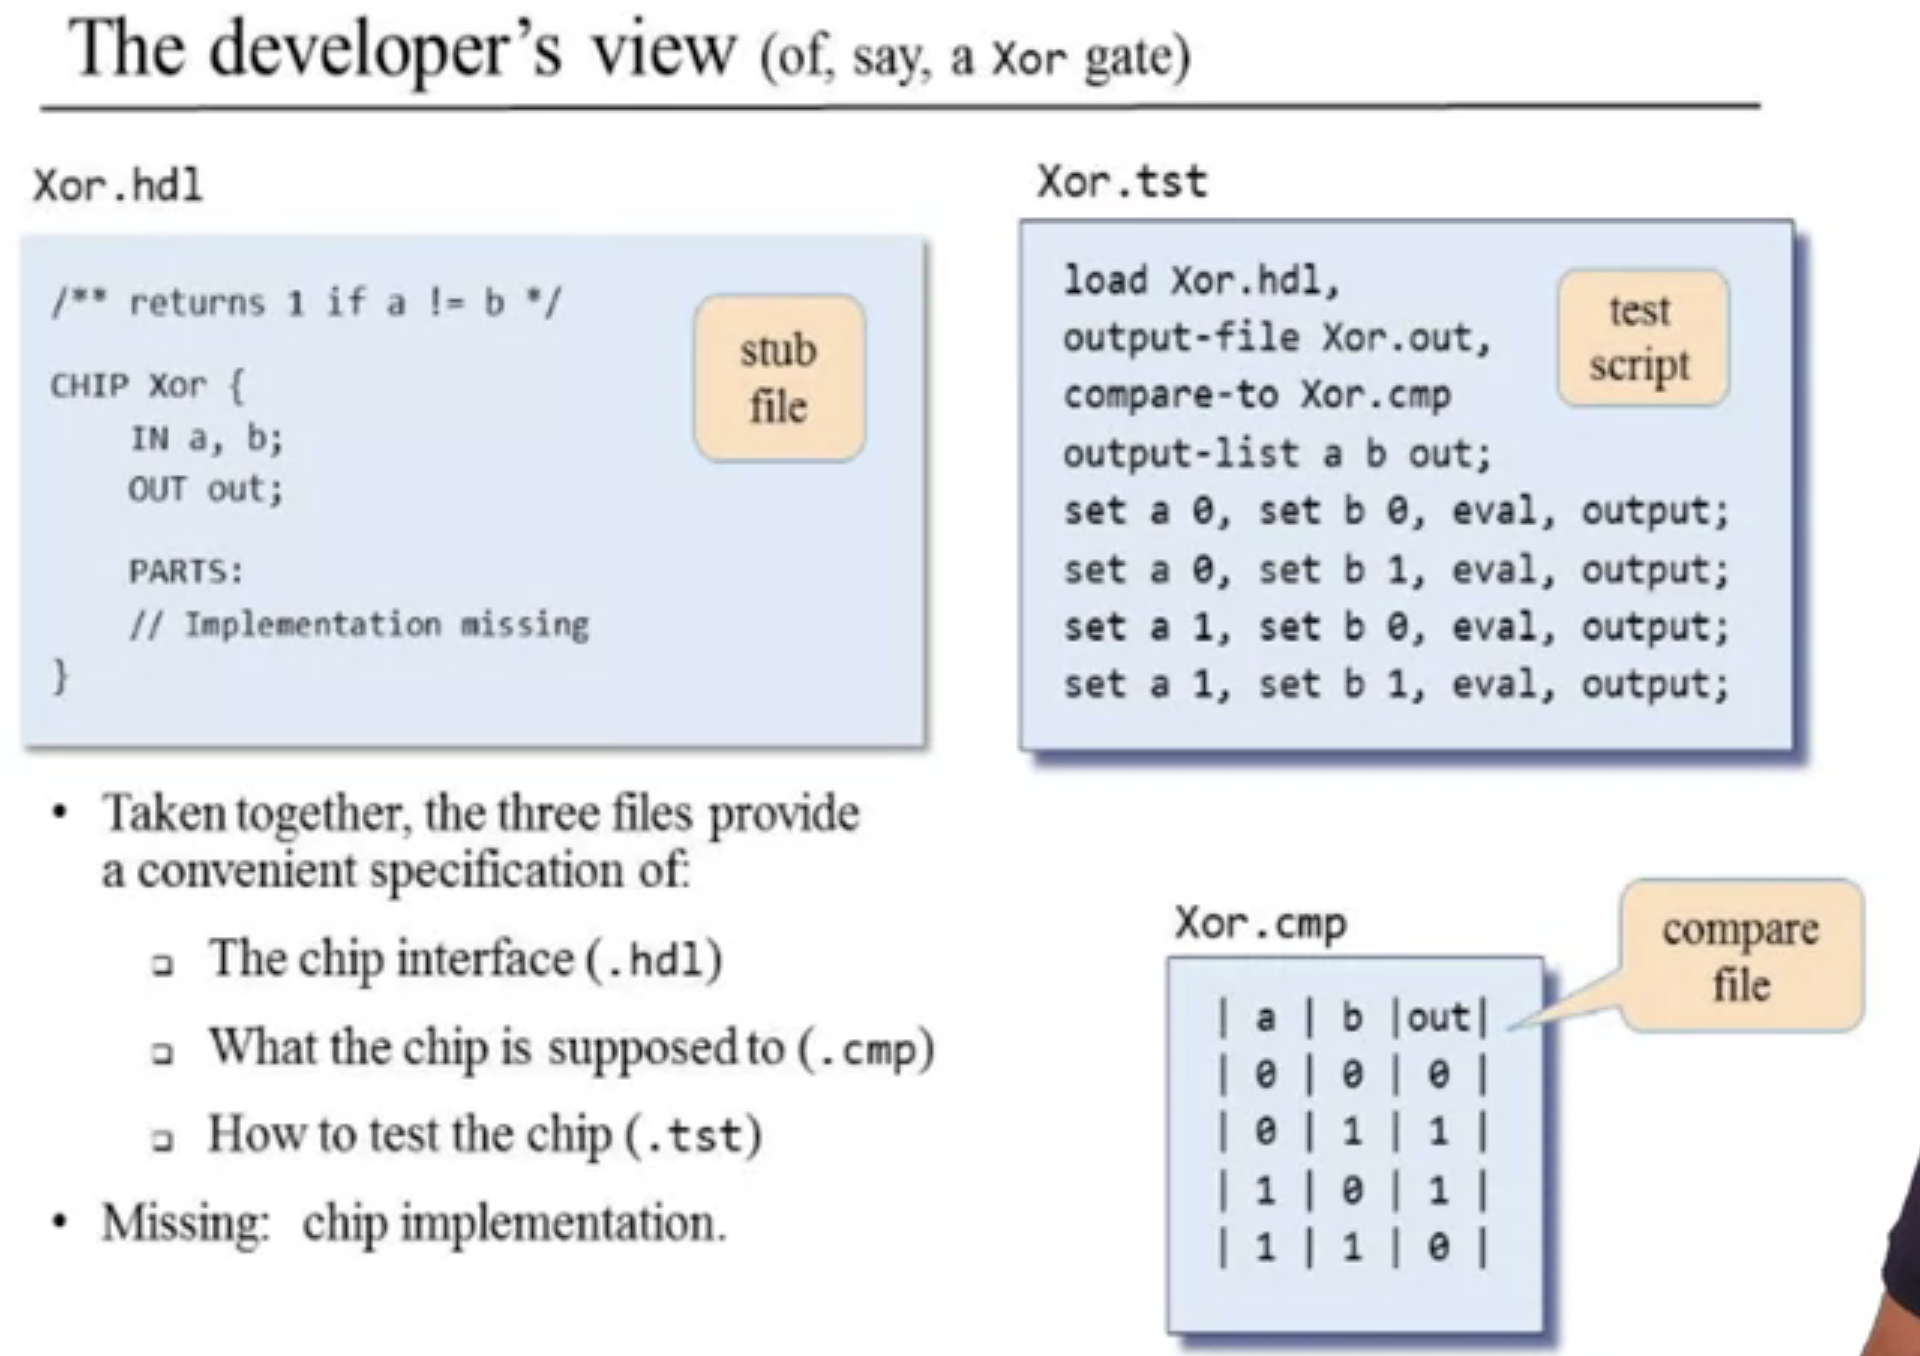 The developer's view (of, say, a Xor gate)
Xor.hdl
/** returns 1 if a != b */
CHIP Xor {
IN a, b;
OUT out;
PARTS:
// Implementation missing
}
stub
file
Xor.tst
load Xor.hdl,
output-file Xor.out,
compare-to Xor.cmp
output-list a b out;
set a 0, set b 0, eval, output;
set a 0, set b 1, eval, output;
set a 1, set b 0, eval, output;
set a 1, set b 1, eval, output;
test
script
• Taken together, the three files provide
a convenient specification of:
❑ The chip interface (.hdl)
❑ What the chip is supposed to (.cmp)
❑ How to test the chip (.tst)
• Missing: chip implementation.
Xor.cmp
| a | b |out|
| 0 | 0 | 0 |
| 0 | 1 | 1 |
| 1 | 0 | 1 |
| 1 | 1 | 0 |
compare
file